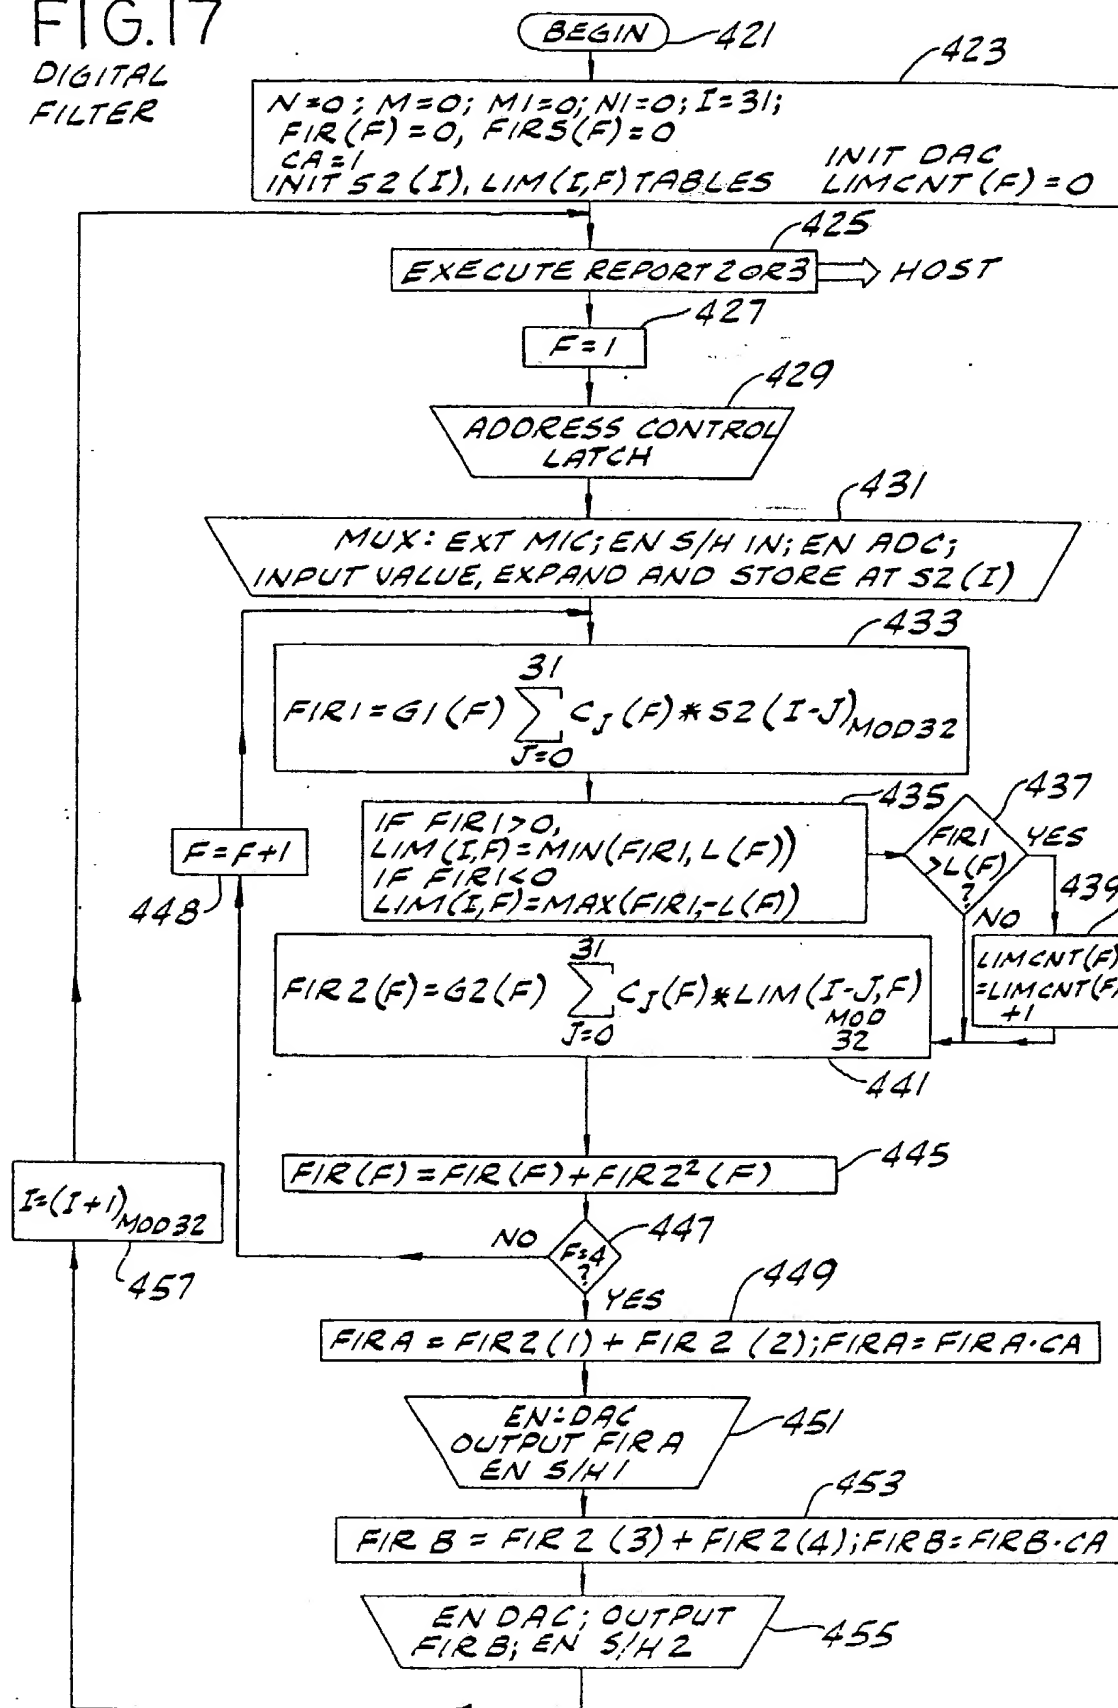 FIG.17
DIGITAL
FILTER
BEGIN
421
423
N=0; M=0; M1=0; N1=0; I=31;
FIR(F)=0, FIRS(F)=0
CA=1
INIT DAC
INIT S2(I), LIM(I,F) TABLES
LIMCNT(F)=0
425
EXECUTE REPORT 2 OR 3
HOST
427
F=1
429
ADDRESS CONTROL
LATCH
431
MUX: EXT MIC; EN S/H IN; EN ADC;
INPUT VALUE, EXPAND AND STORE AT S2(I)
433
31
FIR1=G1(F) ∑ CJ(F)*S2(I-J)MOD32
J=0
435
IF FIR1>0,
LIM(I,F)=MIN(FIR1,L(F))
IF FIR1<0
LIM(I,F)=MAX(FIR1,-L(F))
437
FIR1
>L(F)
?
YES
NO
439
LIMCNT(F)
=LIMCNT(F)
+1
F=F+1
448
31
FIR2(F)=G2(F) ∑ CJ(F)*LIM(I-J,F)
MOD
32
J=0
441
FIR(F)=FIR(F)+FIR2²(F)
445
I=(I+1)MOD32
457
NO
F=4
?
447
YES
449
FIRA=FIR2(1)+FIR2(2);FIRA=FIRA·CA
EN:DAC
OUTPUT FIRA
EN S/H1
451
453
FIRB=FIR2(3)+FIR2(4);FIRB=FIRB·CA
EN DAC; OUTPUT
FIRB; EN S/H2
455